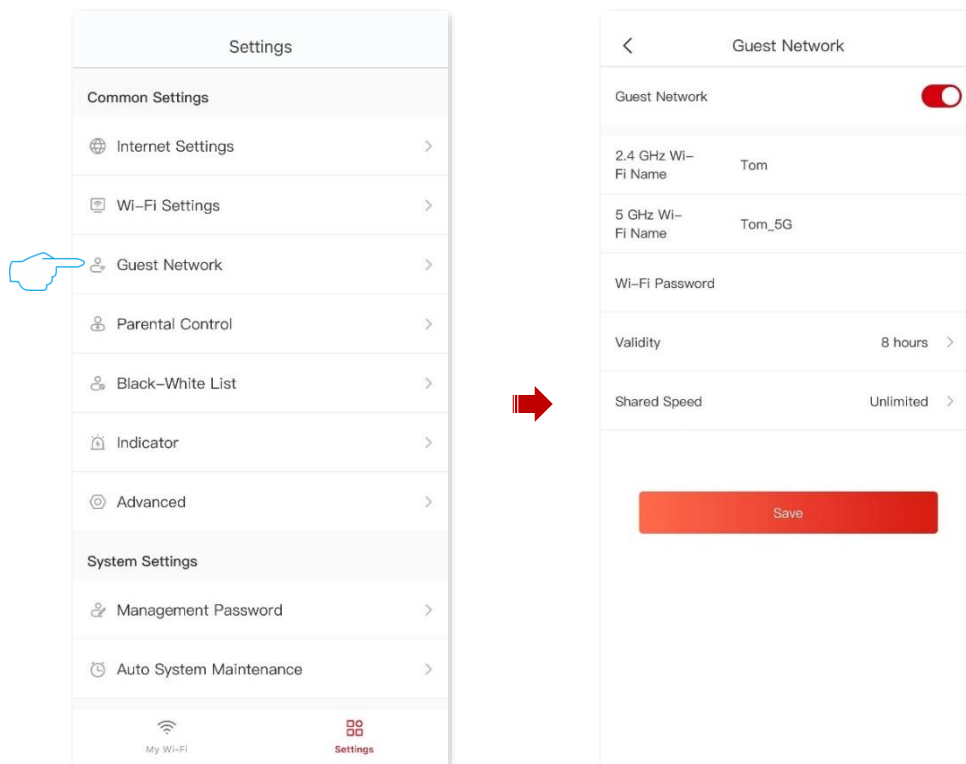 Settings
Common Settings
Internet Settings
Wi-Fi Settings
Guest Network
Parental Control
Black-White List
Indicator
Advanced
System Settings
Management Password
Auto System Maintenance
My Wi-Fi
Settings
Guest Network
Guest Network
2.4 GHz Wi-
Fi Name
Tom
5 GHz Wi-
Fi Name
Tom_5G
Wi-Fi Password
Validity
8 hours
Shared Speed
Unlimited
Save